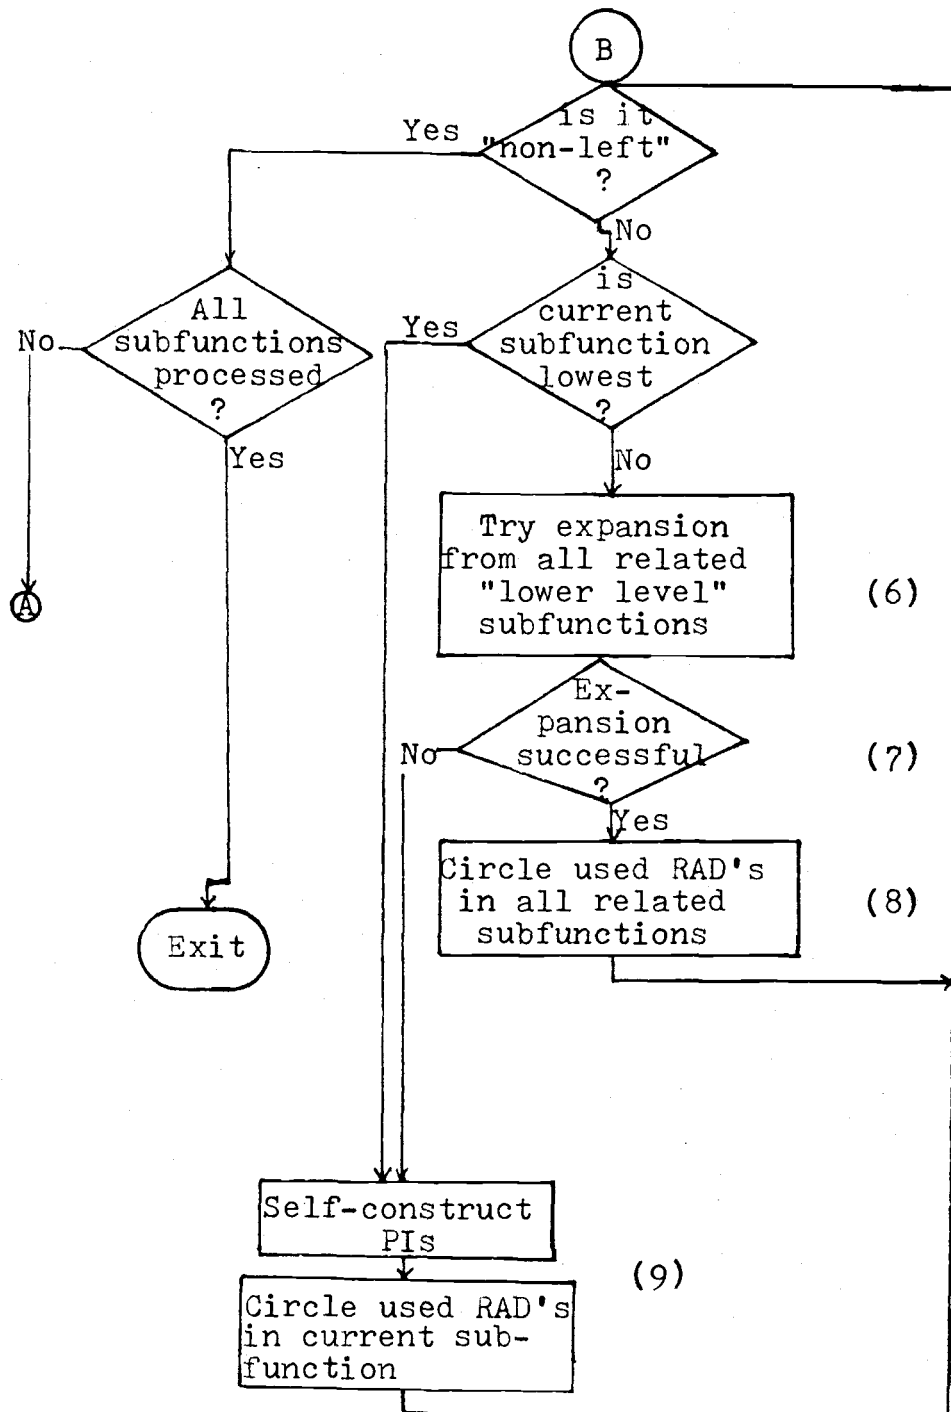 B
is it
"non-left"
?
Yes
No
All
subfunctions
processed
?
No
Yes
is
current
subfunction
lowest
?
Yes
No
A
Try expansion
from all related
"lower level"
subfunctions
(6)
Ex-
pansion
successful
?
(7)
No
Yes
Circle used RAD's
in all related
subfunctions
(8)
Exit
Self-construct
PIs
(9)
Circle used RAD's
in current sub-
function